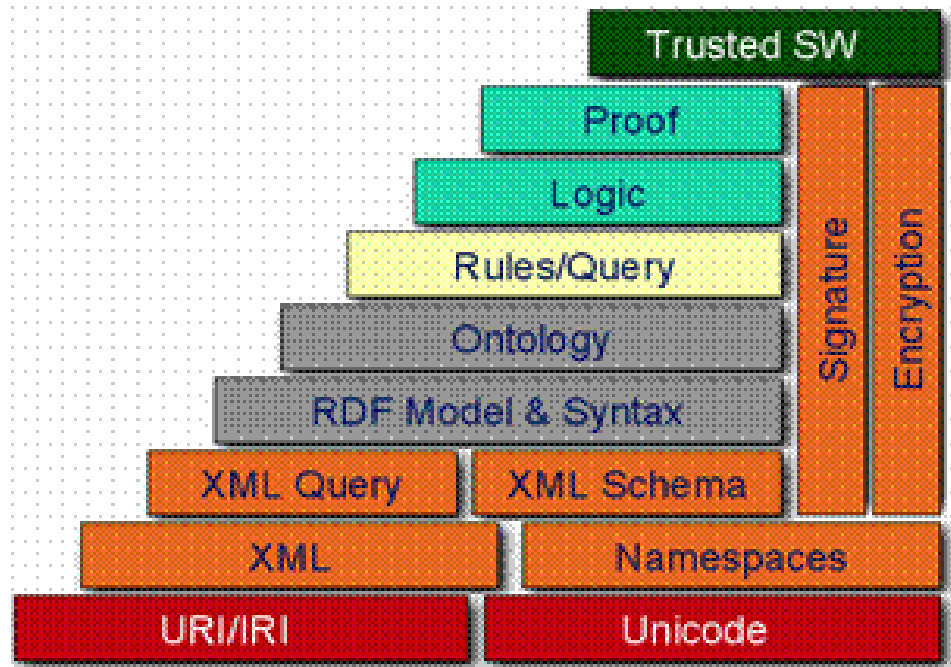 Trusted SW
Proof
Logic
Rules/Query
Ontology
RDF Model & Syntax
Signature
Encryption
XML Query
XML Schema
XML
Namespaces
URI/IRI
Unicode